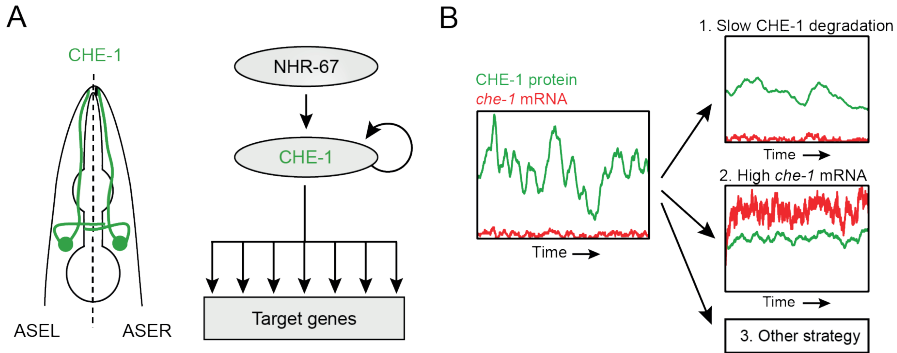 A
CHE-1
ASEL
ASER
NHR-67
CHE-1
Target genes
B
CHE-1 protein
che-1 mRNA
Time
1. Slow CHE-1 degradation
Time
2. High che-1 mRNA
Time
3. Other strategy